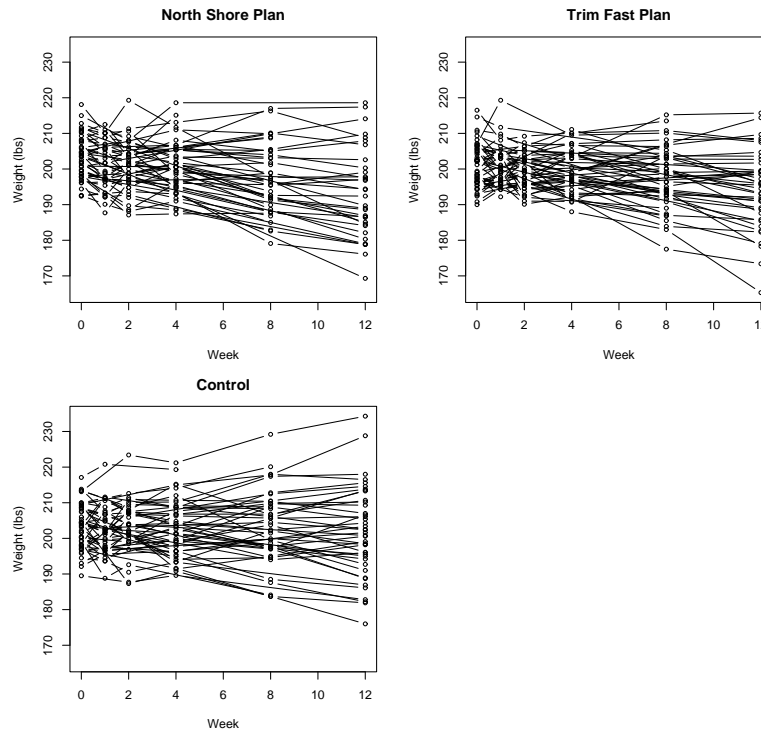 North Shore Plan
Weight (lbs)
170 180 190 200 210 220 230
0 2 4 6 8 10 12
Week
Trim Fast Plan
Weight (lbs)
170 180 190 200 210 220 230
0 2 4 6 8 10
Week
Control
Weight (lbs)
170 180 190 200 210 220 230
0 2 4 6 8 10 12
Week